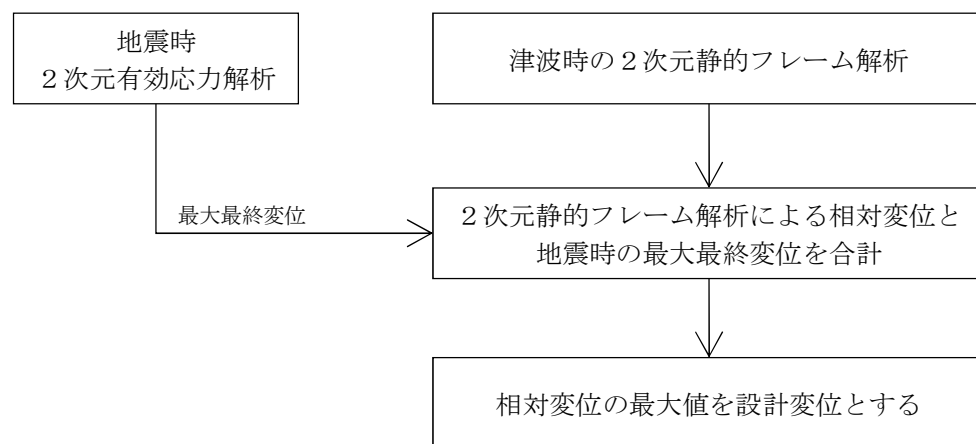 地震時
２次元有効応力解析
津波時の２次元静的フレーム解析
最大最終変位
２次元静的フレーム解析による相対変位と
地震時の最大最終変位を合計
相対変位の最大値を設計変位とする